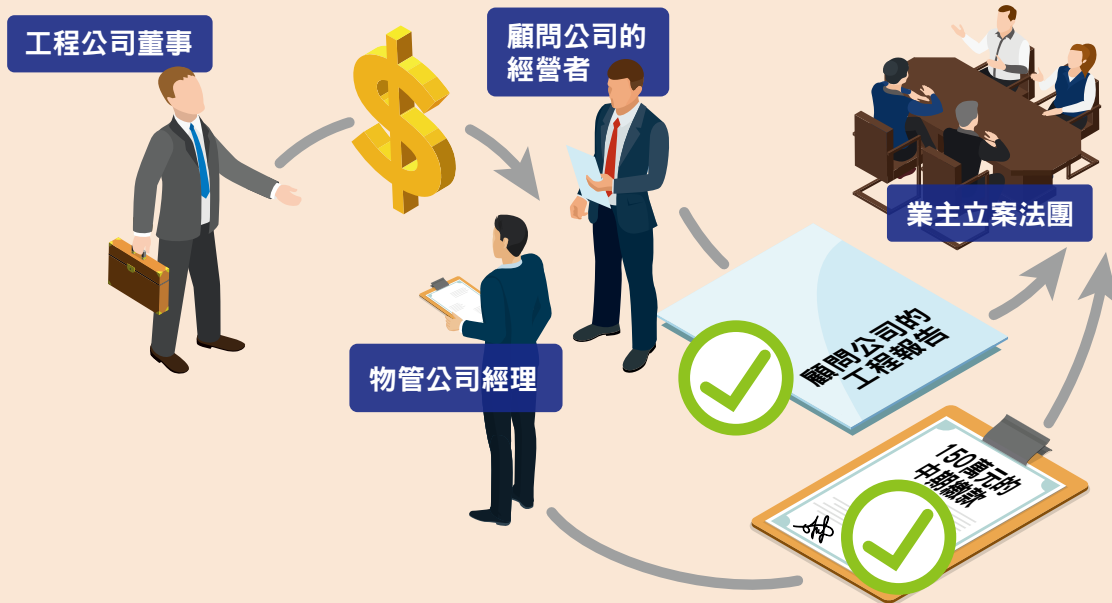 工程公司董事
顧問公司的
經營者
業主立案法團
物管公司經理
顧問公司的
工程報告
150萬元的
中期繳款